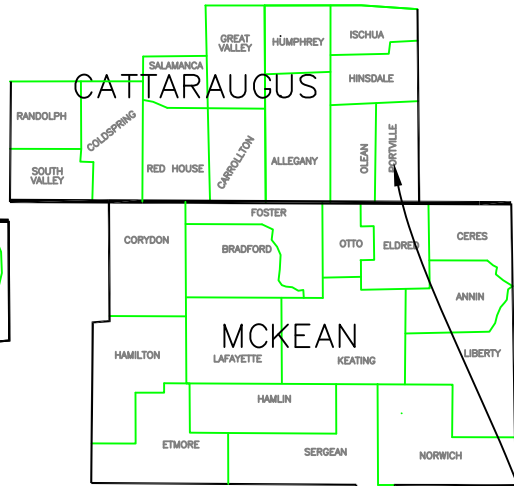 GREAT
VALLEY
HUMPHREY
ISCHUA
SALAMANCA
HINSDALE
CATTARAUGUS
RANDOLPH
COLDSPRING
SOUTH
VALLEY
RED HOUSE
CARROLLTON
ALLEGANY
OLEAN
PORTVILLE
FOSTER
CORYDON
BRADFORD
OTTO
ELDRED
CERES
ANNIN
MCKEAN
HAMILTON
LAFAYETTE
KEATING
LIBERTY
HAMLIN
ETMORE
SERGEAN
NORWICH